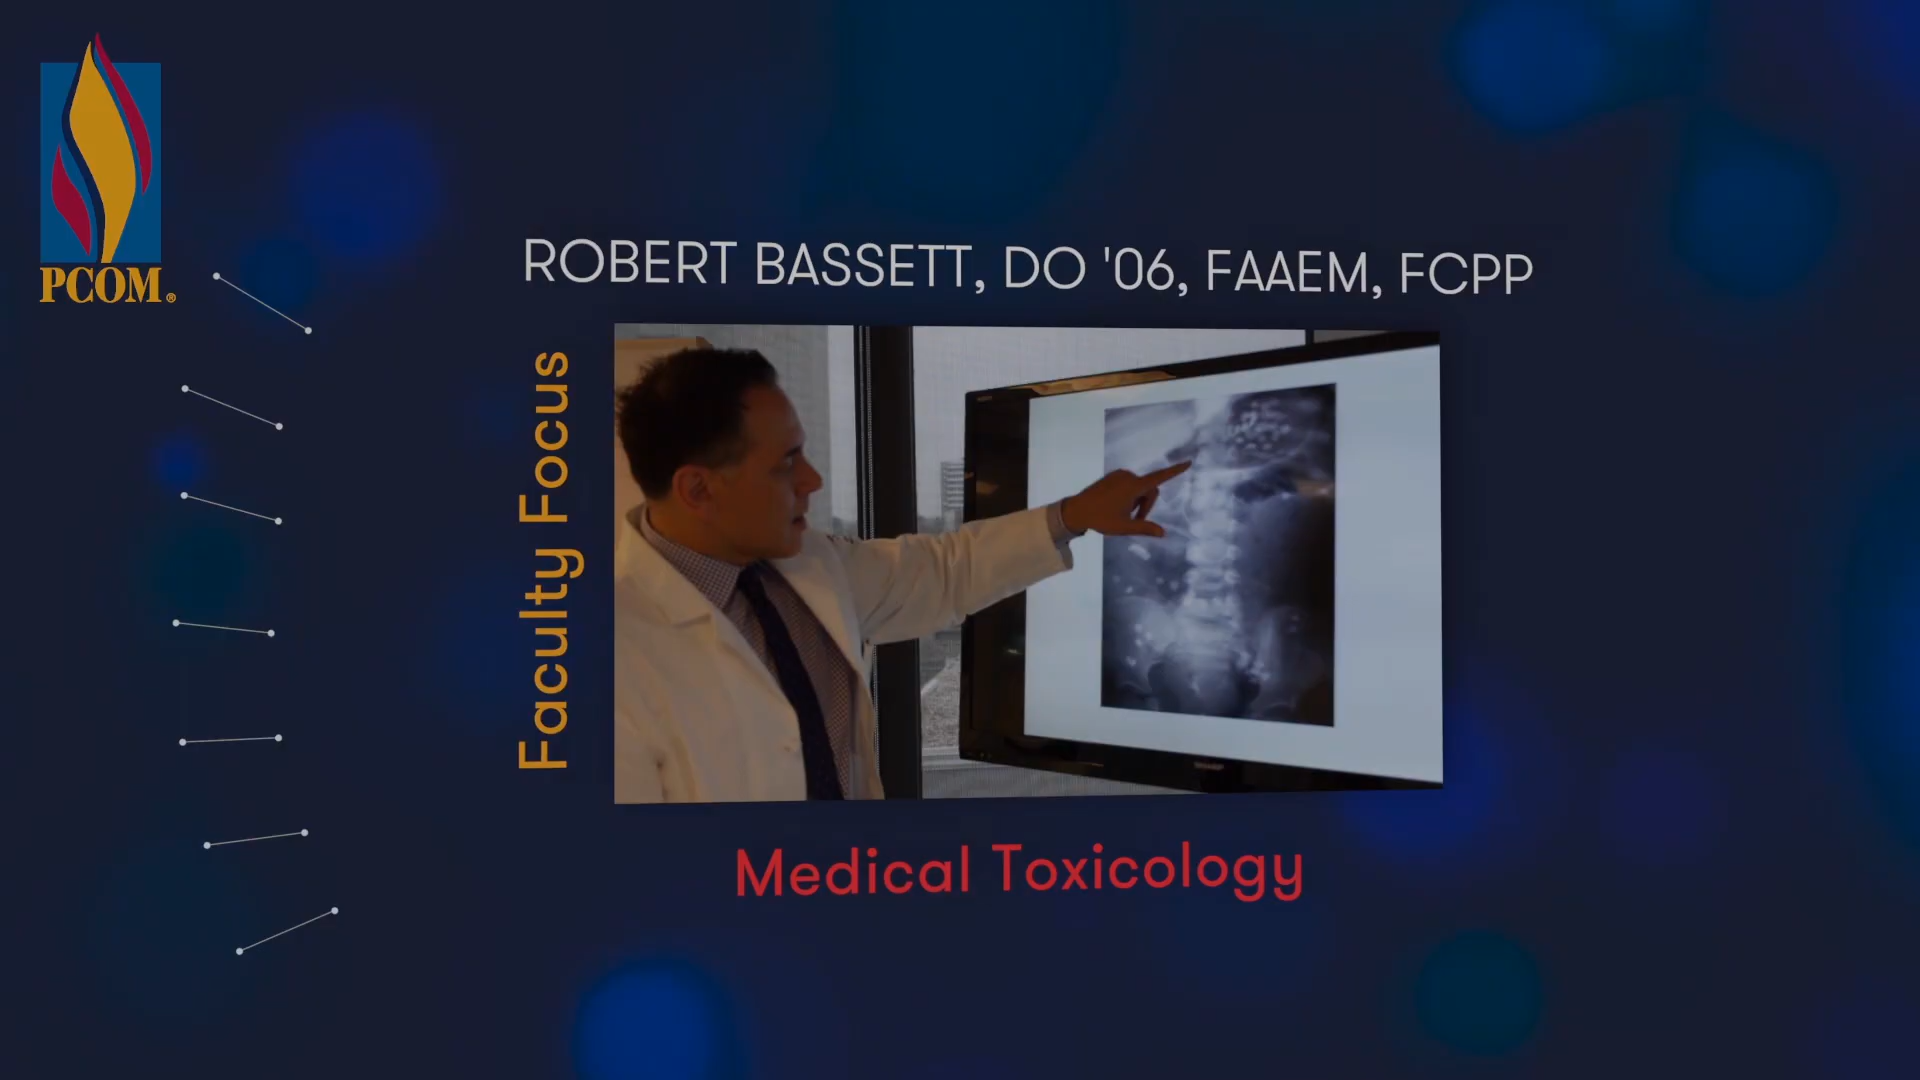 PCOM®
ROBERT BASSETT, DO '06, FAAEM, FCPP
Faculty Focus
Medical Toxicology